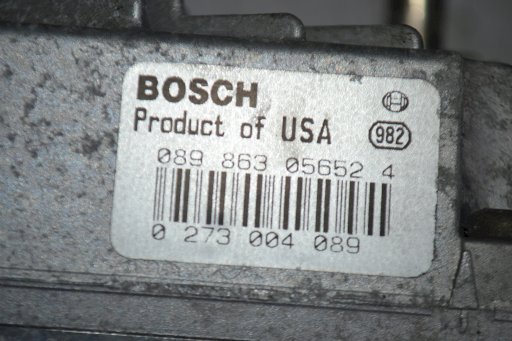 BOSCH
Product of USA 982
089 863 05652 4
0 273 004 089